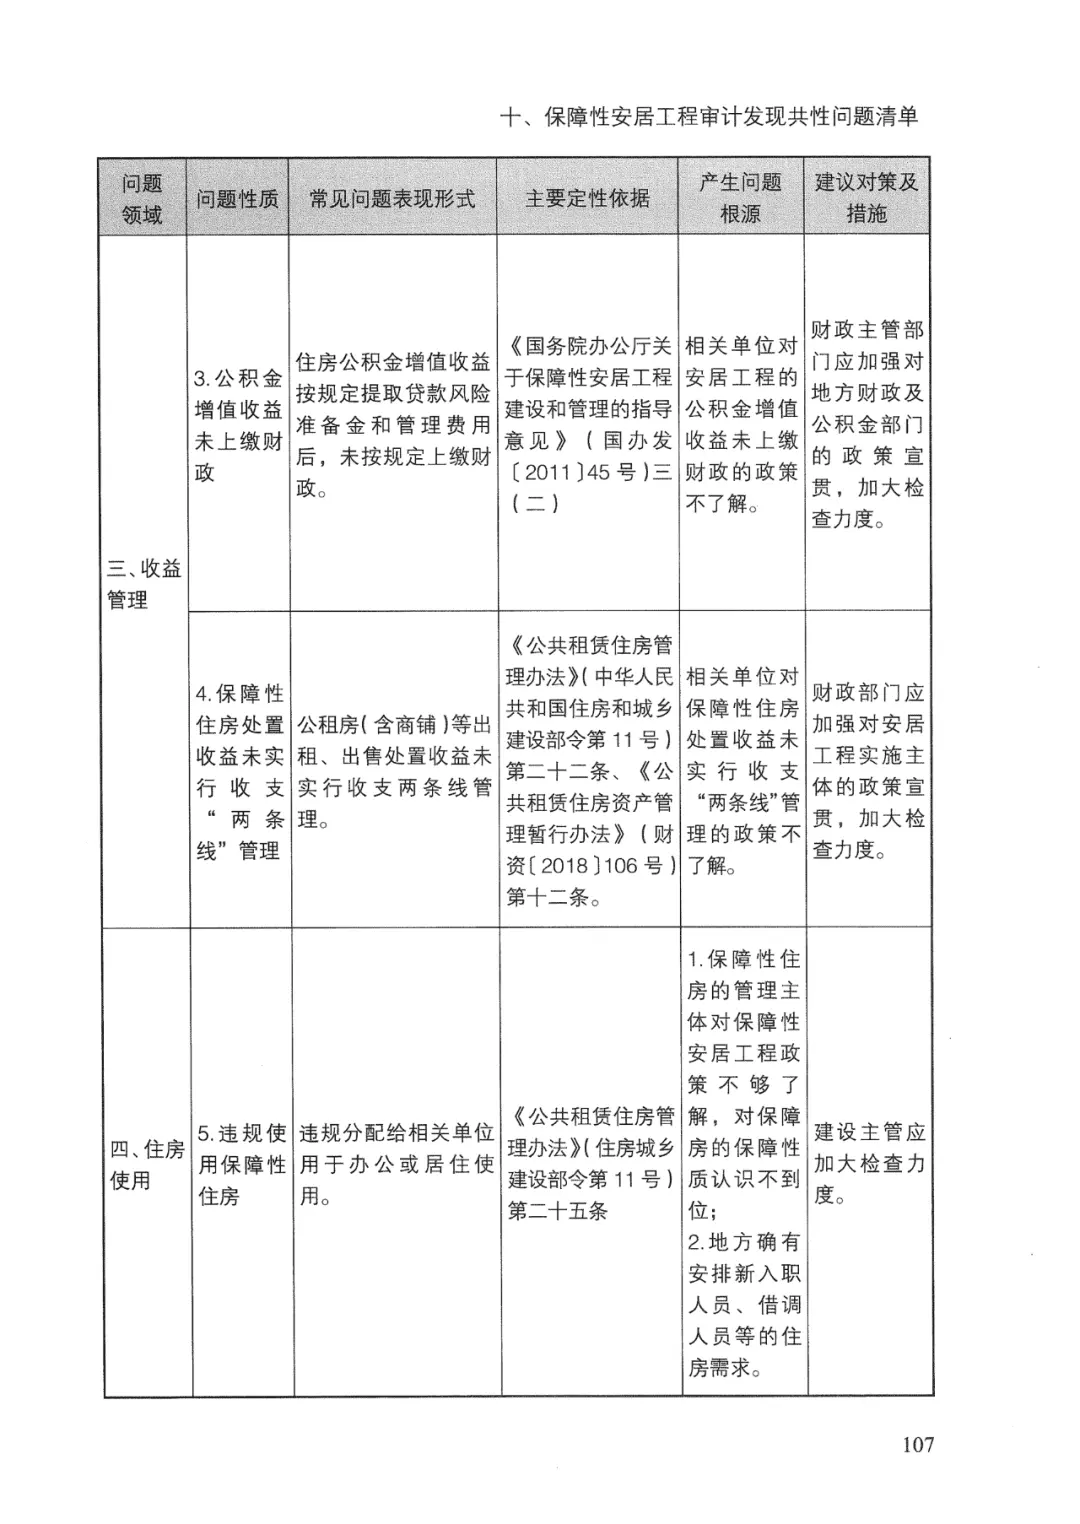 十、保障性安居工程审计发现共性问题清单
问题
领域
问题性质
常见问题表现形式
主要定性依据
产生问题
根源
建议对策及
措施
三、收益
管理
3.公积金
增值收益
未上缴财
政
住房公积金增值收益
按规定提取贷款风险
准备金和管理费用
后，未按规定上缴财
政。
《国务院办公厅关
于保障性安居工程
建设和管理的指导
意见》（国办发
〔2011〕45号）三
（二）
相关单位对
安居工程的
公积金增值
收益未上缴
财政的政策
不了解。
财政主管部
门应加强对
地方财政及
公积金部门
的政策宣
贯，加大检
查力度。
4.保障性
住房处置
收益未实
行收支
“两条
线”管理
公租房（含商铺）等出
租、出售处置收益未
实行收支两条线管
理。
《公共租赁住房管
理办法》（中华人民
共和国住房和城乡
建设部令第11号）
第二十二条、《公
共租赁住房资产管
理暂行办法》（财
资〔2018〕106号）
第十二条。
相关单位对
保障性住房
处置收益未
实行收支
“两条线”管
理的政策不
了解。
财政部门应
加强对安居
工程实施主
体的政策宣
贯，加大检
查力度。
四、住房
使用
5.违规使
用保障性
住房
违规分配给相关单位
用于办公或居住使
用。
《公共租赁住房管
理办法》（住房城乡
建设部令第11号）
第二十五条
1.保障性住
房的管理主
体对保障性
安居工程政
策不够了
解，对保障
房的保障性
质认识不到
位；
2.地方确有
安排新入职
人员、借调
人员等的住
房需求。
建设主管应
加大检查力
度。
107